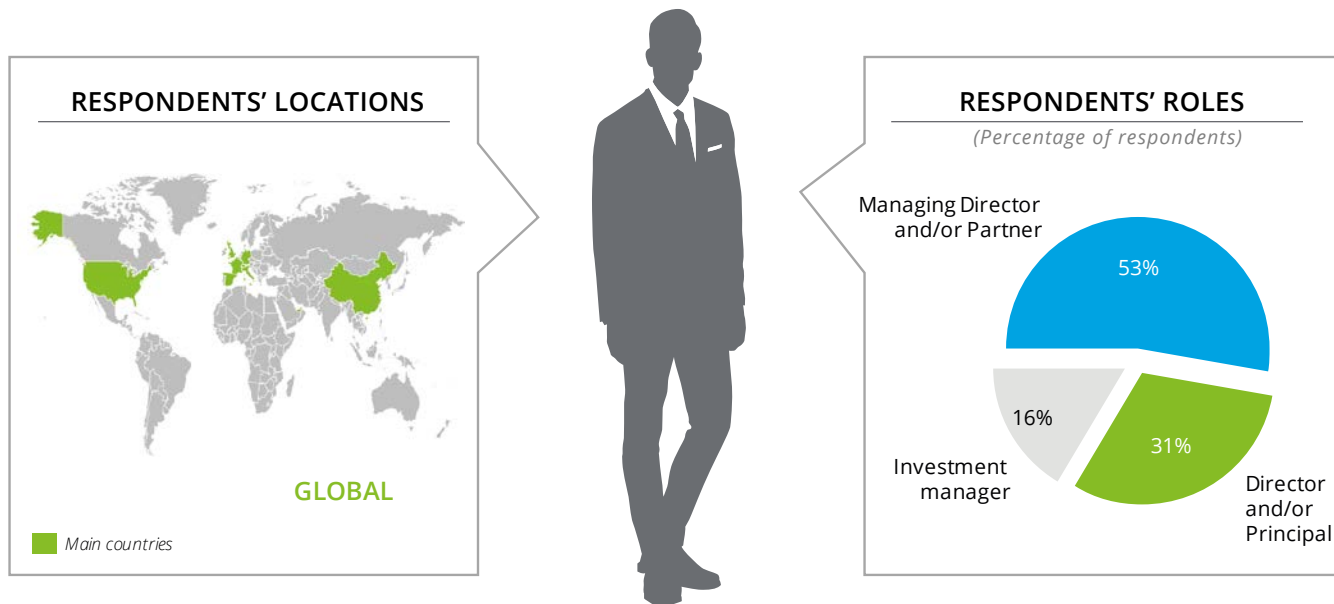 RESPONDENTS’ LOCATIONS
GLOBAL
Main countries
RESPONDENTS’ ROLES
(Percentage of respondents)
Managing Director
and/or Partner
53%
16%
31%
Investment
manager
Director
and/or
Principal